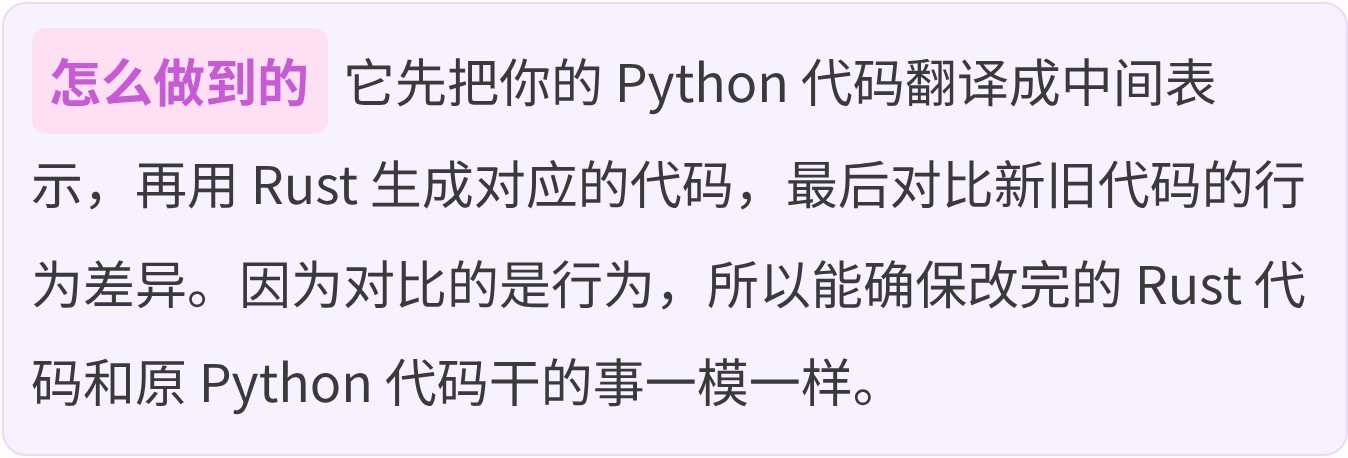 怎么做到的 它先把你的 Python 代码翻译成中间表
示，再用 Rust 生成对应的代码，最后对比新旧代码的行
为差异。因为对比的是行为，所以能确保改完的 Rust 代
码和原 Python 代码干的事一模一样。